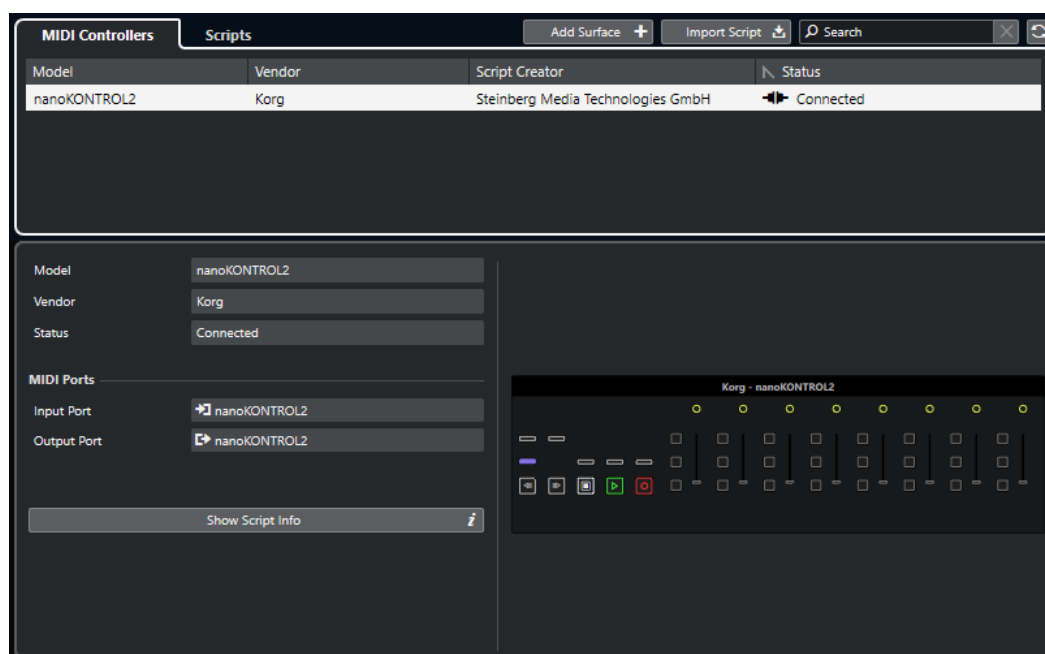 MIDI Controllers Scripts Add Surface Import Script Search
Model Vendor Script Creator Status
nanoKONTROL2 Korg Steinberg Media Technologies GmbH Connected
Model nanoKONTROL2
Vendor Korg
Status Connected
MIDI Ports
Korg - nanoKONTROL2
Input Port nanoKONTROL2
Output Port nanoKONTROL2
Show Script Info i